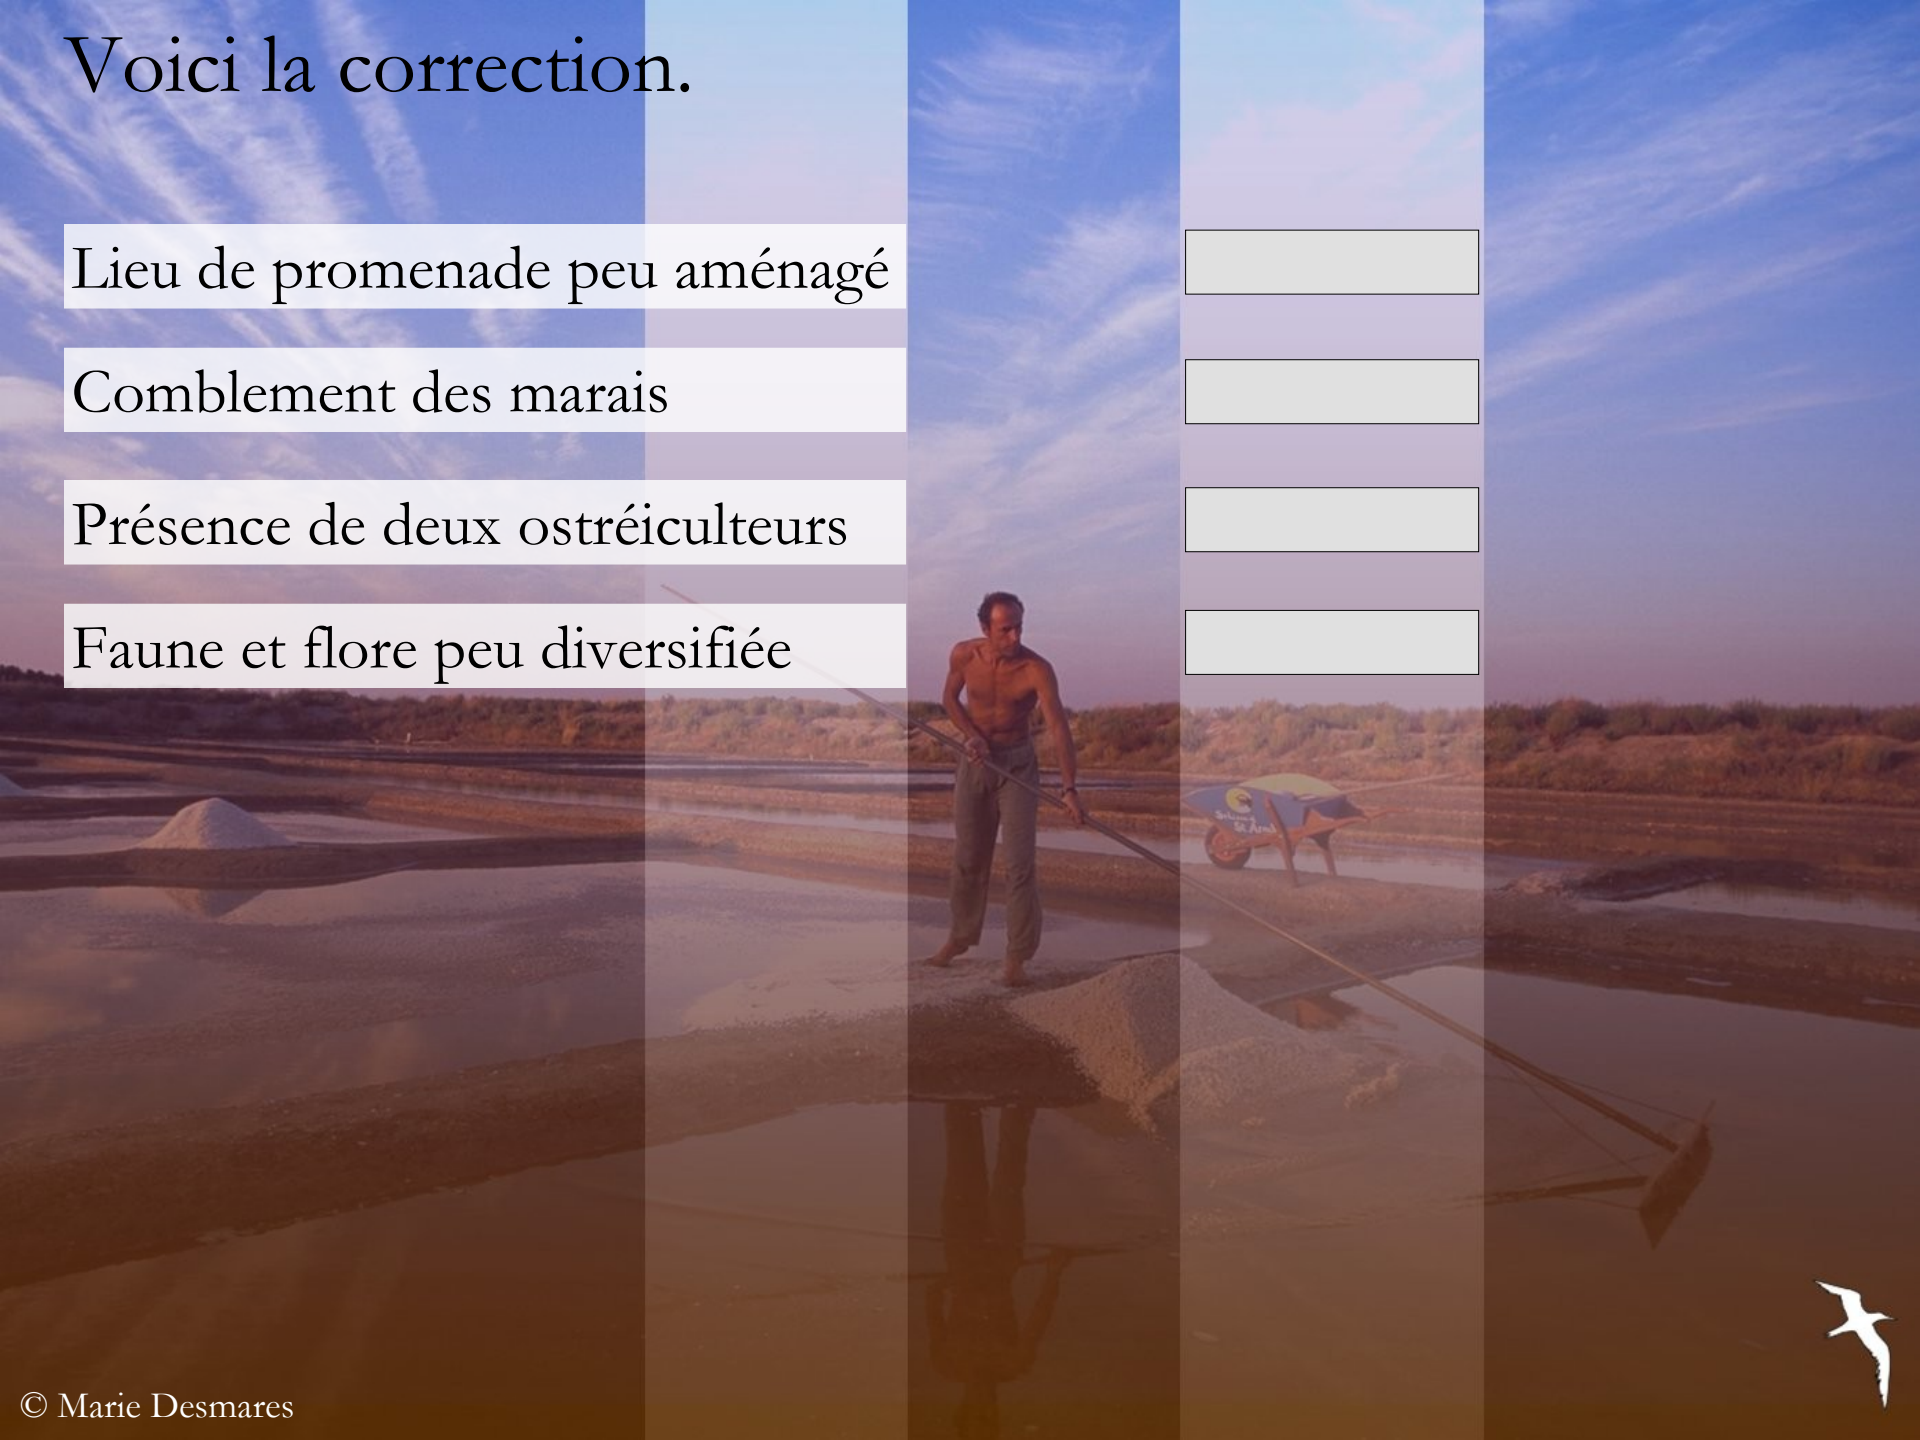 Voici la correction.
Lieu de promenade peu aménagé
Comblement des marais
Présence de deux ostréiculteurs
Faune et flore peu diversifiée
© Marie Desmares